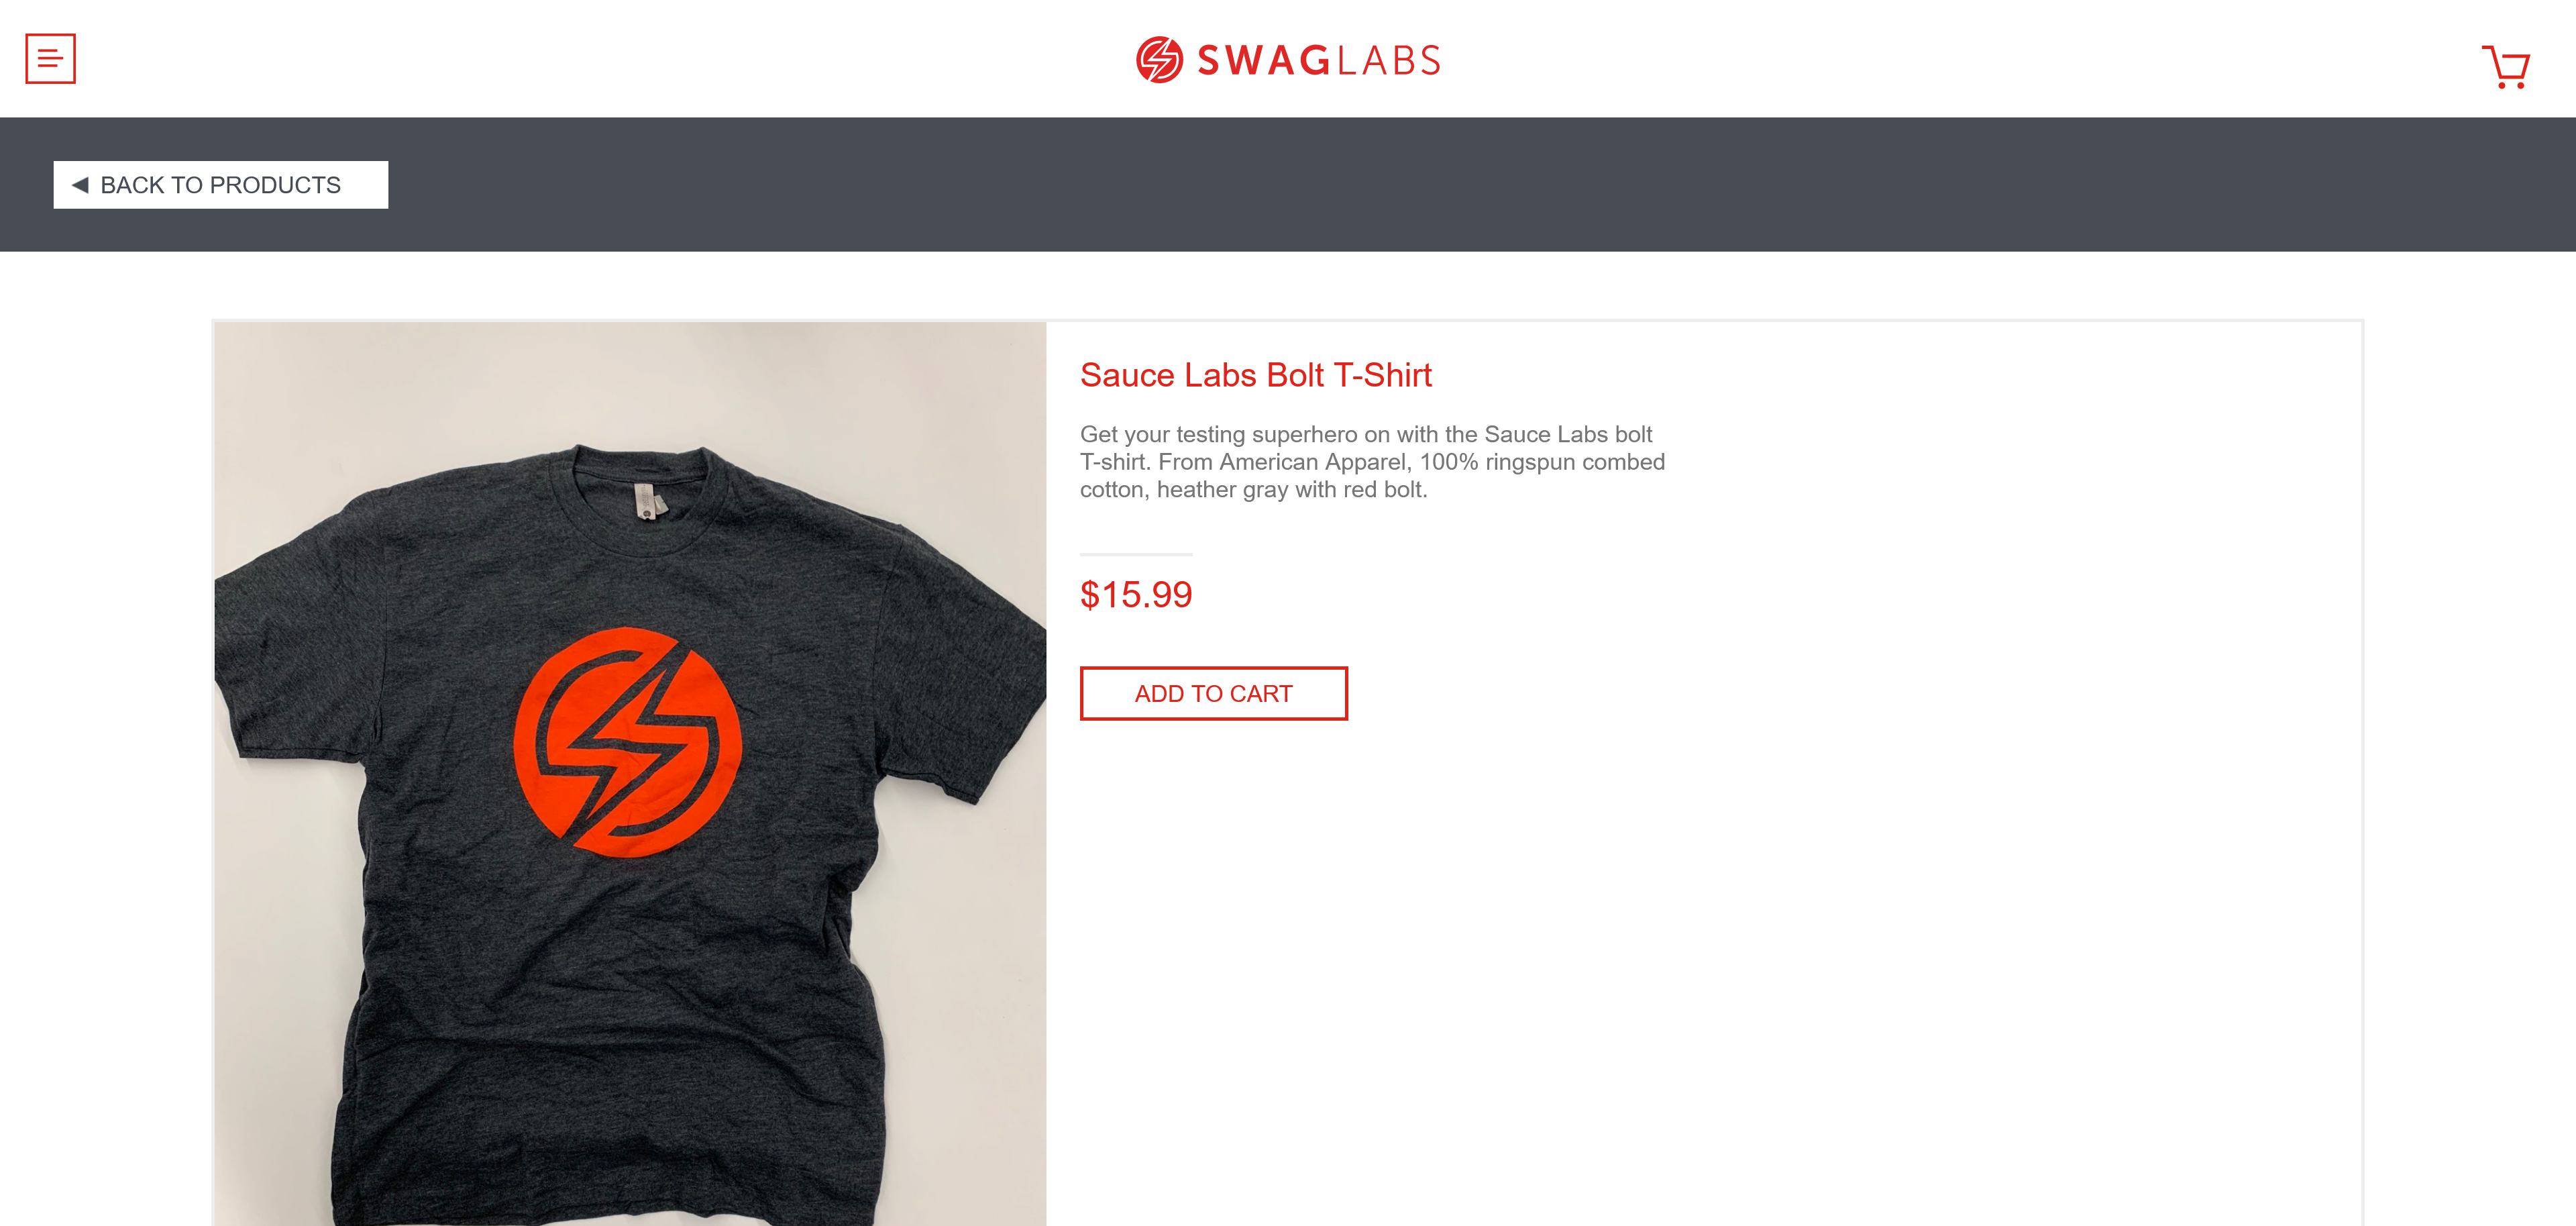 SWAGLABS
BACK TO PRODUCTS
Sauce Labs Bolt T-Shirt
Get your testing superhero on with the Sauce Labs bolt
T-shirt. From American Apparel, 100% ringspun combed
cotton, heather gray with red bolt.
$15.99
ADD TO CART